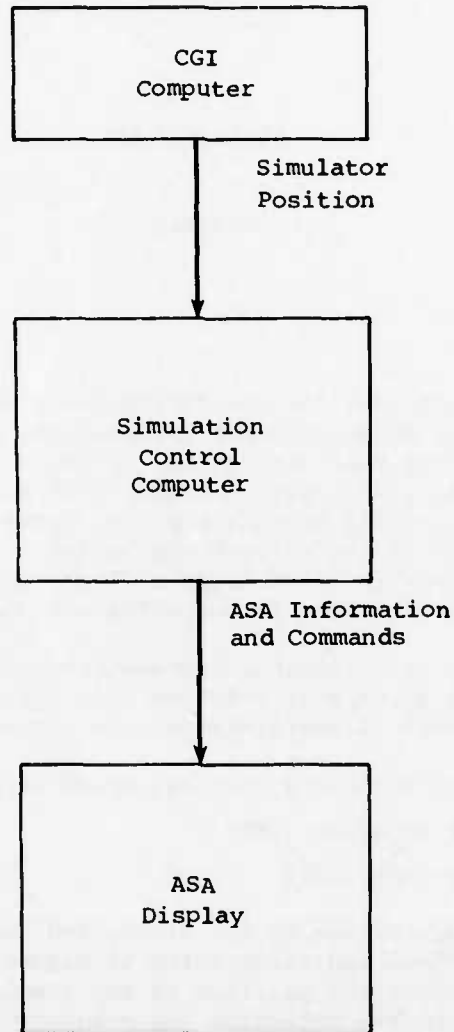 CGI
Computer
Simulator
Position
Simulation
Control
Computer
ASA Information
and Commands
ASA
Display